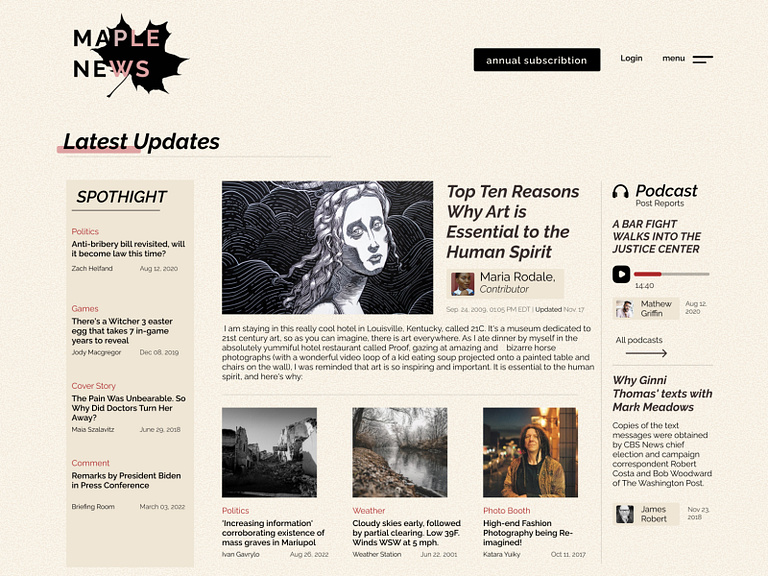 MAPLE
NEWS
annual subscribtion
Login
menu
Latest Updates
SPOTHIGHT
Politics
Anti-bribery bill revisited, will
it become law this time?
Zach Helfand
Aug 12, 2020
Games
There's a Witcher 3 easter
egg that takes 7 in-game
years to reveal
Jody Macgregor
Dec 08, 2019
Cover Story
The Pain Was Unbearable. So
Why Did Doctors Turn Her
Away?
Maia Szalavitz
June 29, 2018
Comment
Remarks by President Biden
in Press Conference
Briefing Room
March 03, 2022
Top Ten Reasons
Why Art is
Essential to the
Human Spirit
Maria Rodale,
Contributor
Sep. 24, 2009, 01:05 PM EDT | Updated Nov. 17
I am staying in this really cool hotel in Louisville, Kentucky, called 21C. It's a museum dedicated to
21st century art, so as you can imagine, there is art everywhere. As I ate dinner by myself in the
absolutely yummiful hotel restaurant called Proof, gazing at amazing and bizarre horse
photographs (with a wonderful video loop of a kid eating soup projected onto a painted table and
chairs on the wall), I was reminded that art is so inspiring and important. It is essential to the human
spirit, and here's why:
Politics
'Increasing information'
corroborating existence of
mass graves in Mariupol
Ivan Gavrylo
Aug 26, 2022
Weather
Cloudy skies early, followed
by partial clearing. Low 39F.
Winds WSW at 5 mph.
Weather Station
Jun 22, 2001
Photo Booth
High-end Fashion
Photography being Re-
imagined!
Katara Yuiky
Oct 11, 2017
Podcast
Post Reports
A BAR FIGHT
WALKS INTO THE
JUSTICE CENTER
14:40
Mathew
Griffin
Aug 12,
2020
All podcasts
Why Ginni
Thomas' texts with
Mark Meadows
Copies of the text
messages were obtained
by CBS News chief
election and campaign
correspondent Robert
Costa and Bob Woodward
of The Washington Post.
James
Robert
Nov 23,
2018